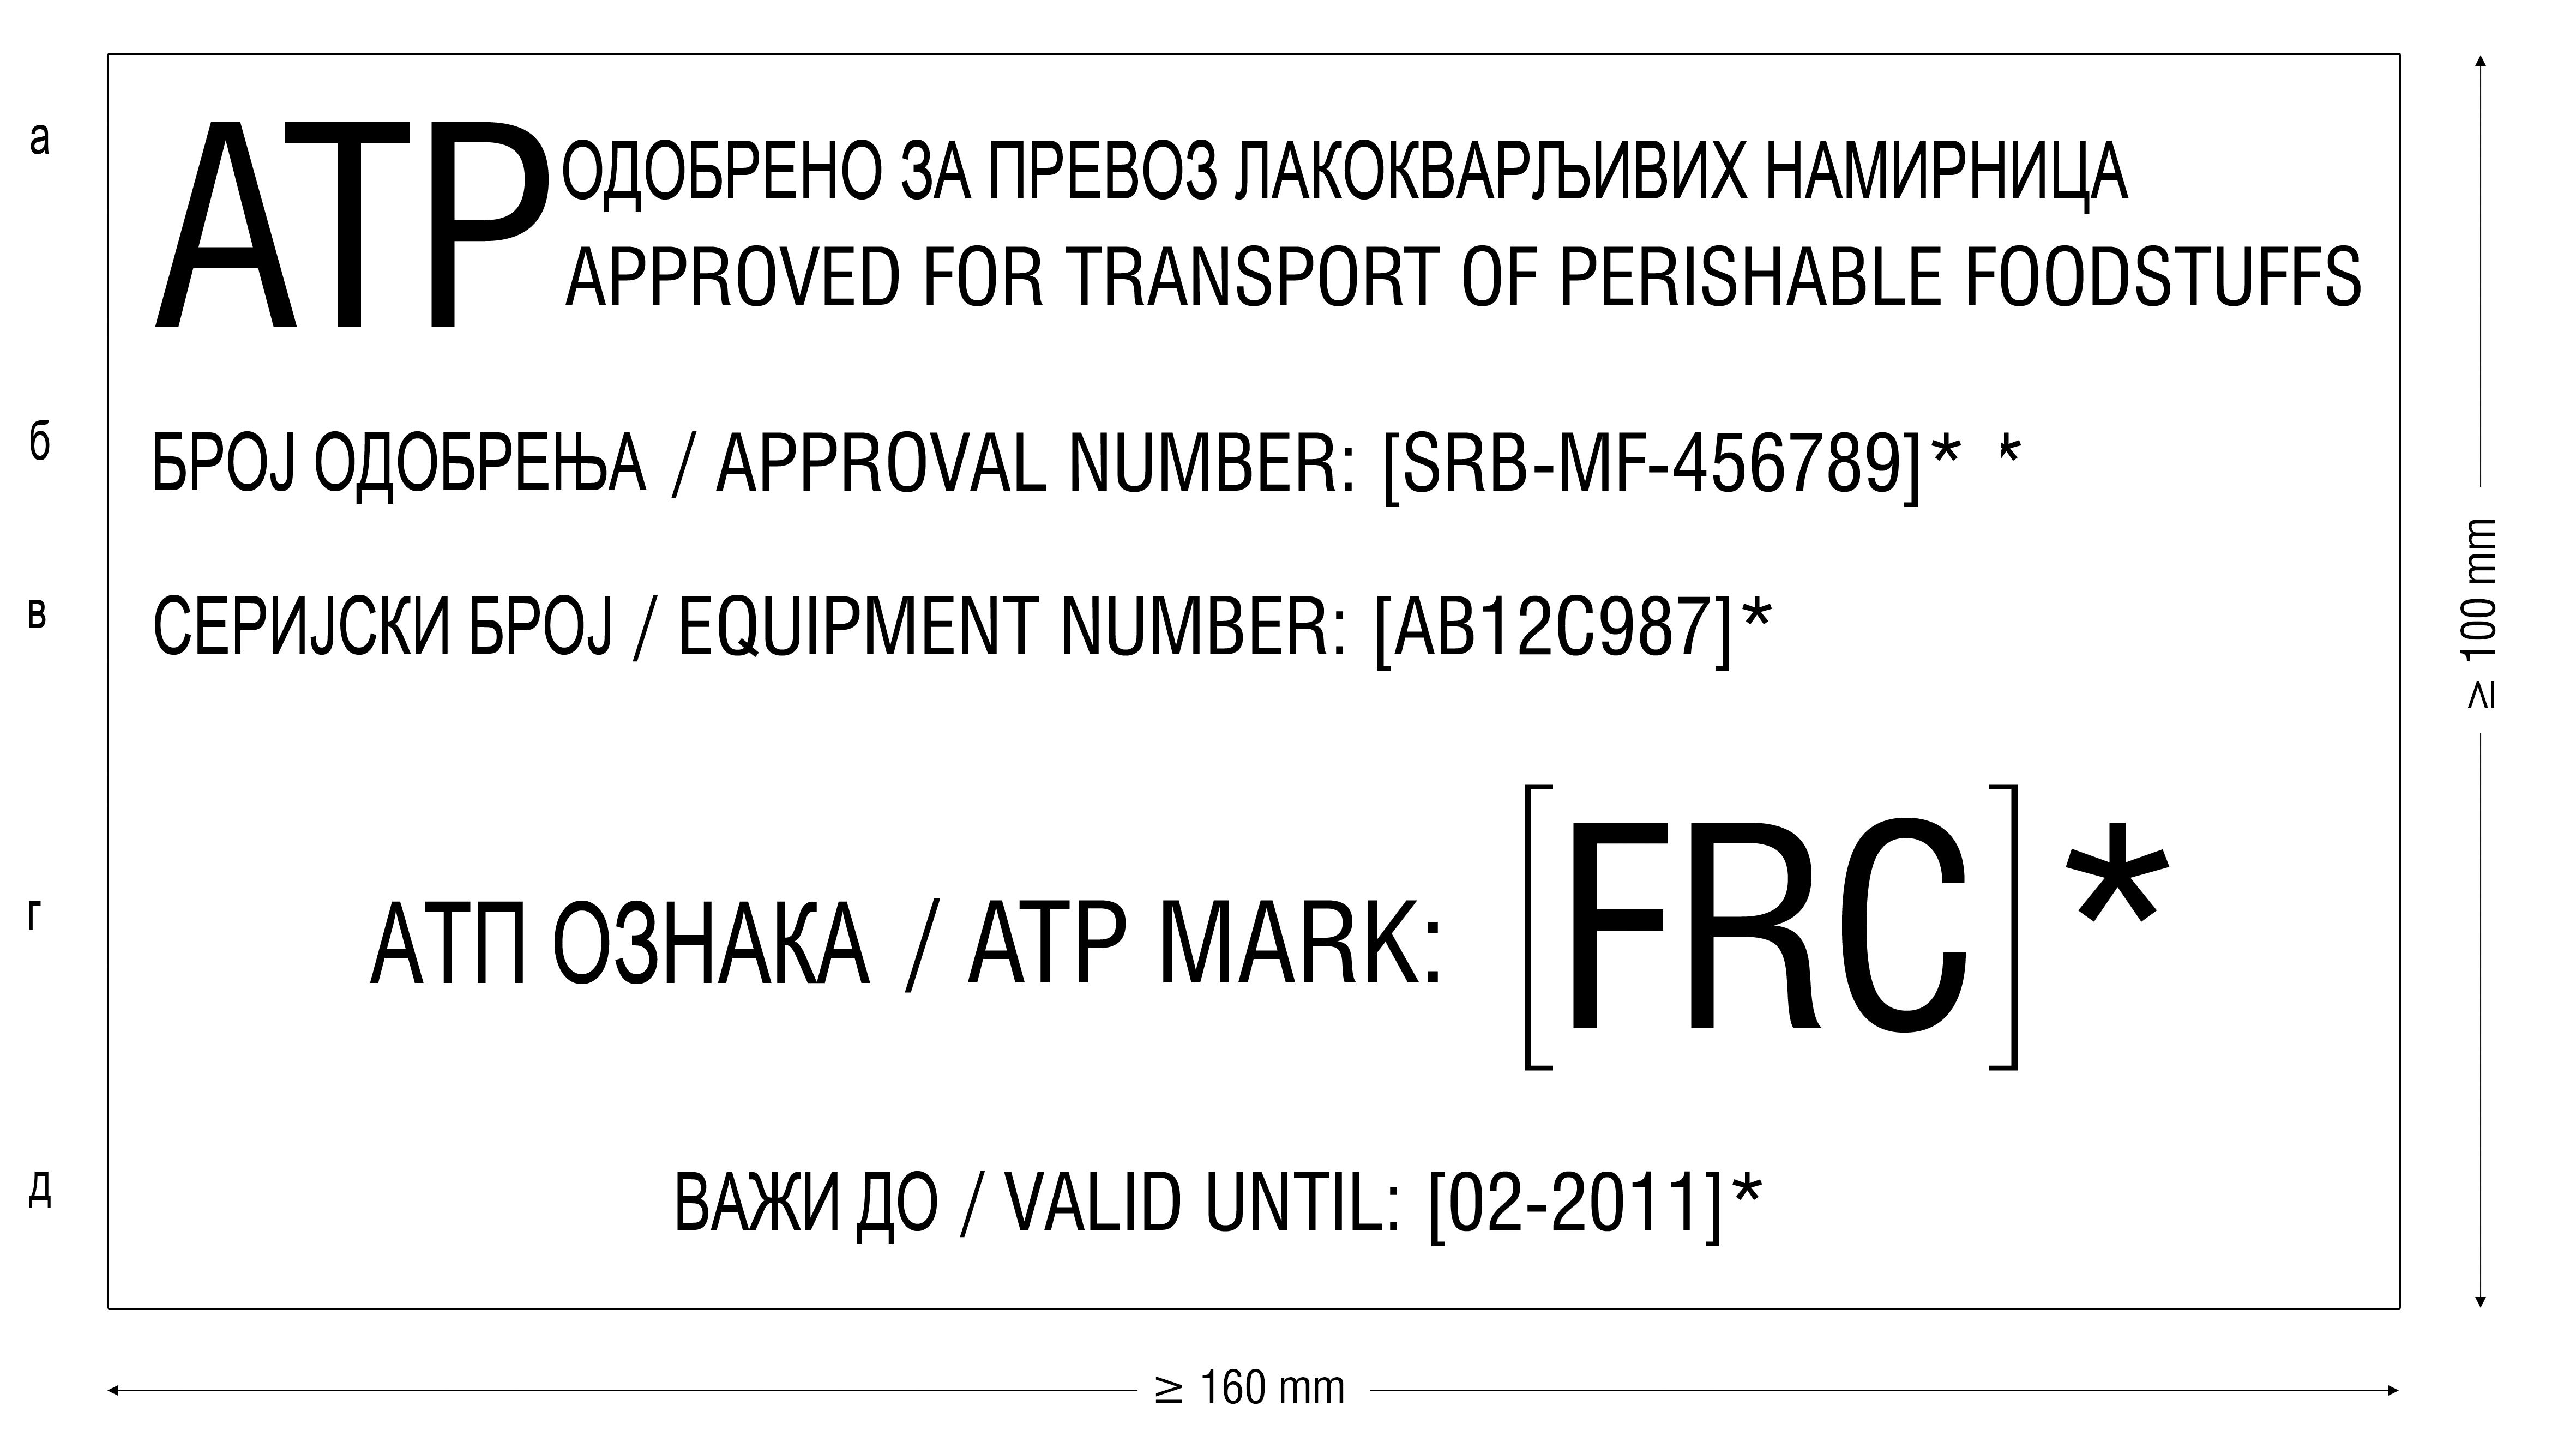 а
ATP ОДОБРЕНО ЗА ПРЕВОЗ ЛАКОКВАРЉИВИХ НАМИРНИЦА
APPROVED FOR TRANSPORT OF PERISHABLE FOODSTUFFS
б
БРОЈ ОДОБРЕЊА / APPROVAL NUMBER: [SRB-MF-456789]* *
в
СЕРИЈСКИ БРОЈ / EQUIPMENT NUMBER: [AB12C987]*
г
АТП ОЗНАКА / ATP MARK: [FRC]*
д
ВАЖИ ДО / VALID UNTIL: [02-2011]*
≥ 100 mm
≥ 160 mm